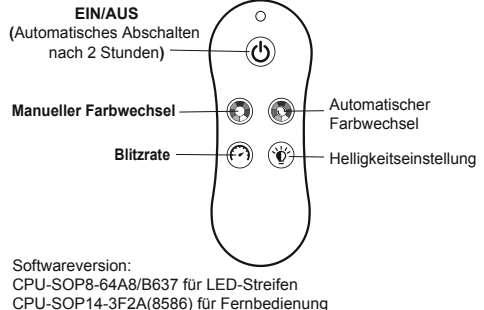 EIN/AUS
(Automatisches Abschalten
nach 2 Stunden)
Manueller Farbwechsel
Automatischer
Farbwechsel
Blitzrate
Helligkeitseinstellung
Softwareversion:
CPU-SOP8-64A8/B637 für LED-Streifen
CPU-SOP14-3F2A(8586) für Fernbedienung